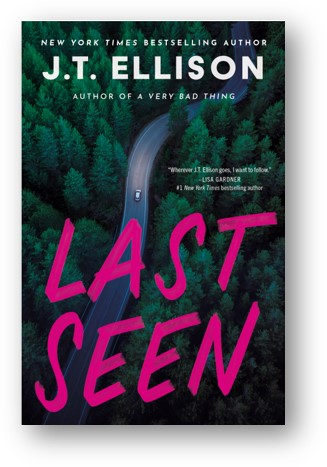 NEW YORK TIMES BESTSELLING AUTHOR
J.T. ELLISON
AUTHOR OF A VERY BAD THING
"Wherever J.T. Ellison goes, I want to follow."
—LISA GARDNER
#1 New York Times bestselling author
LAST
SEEN